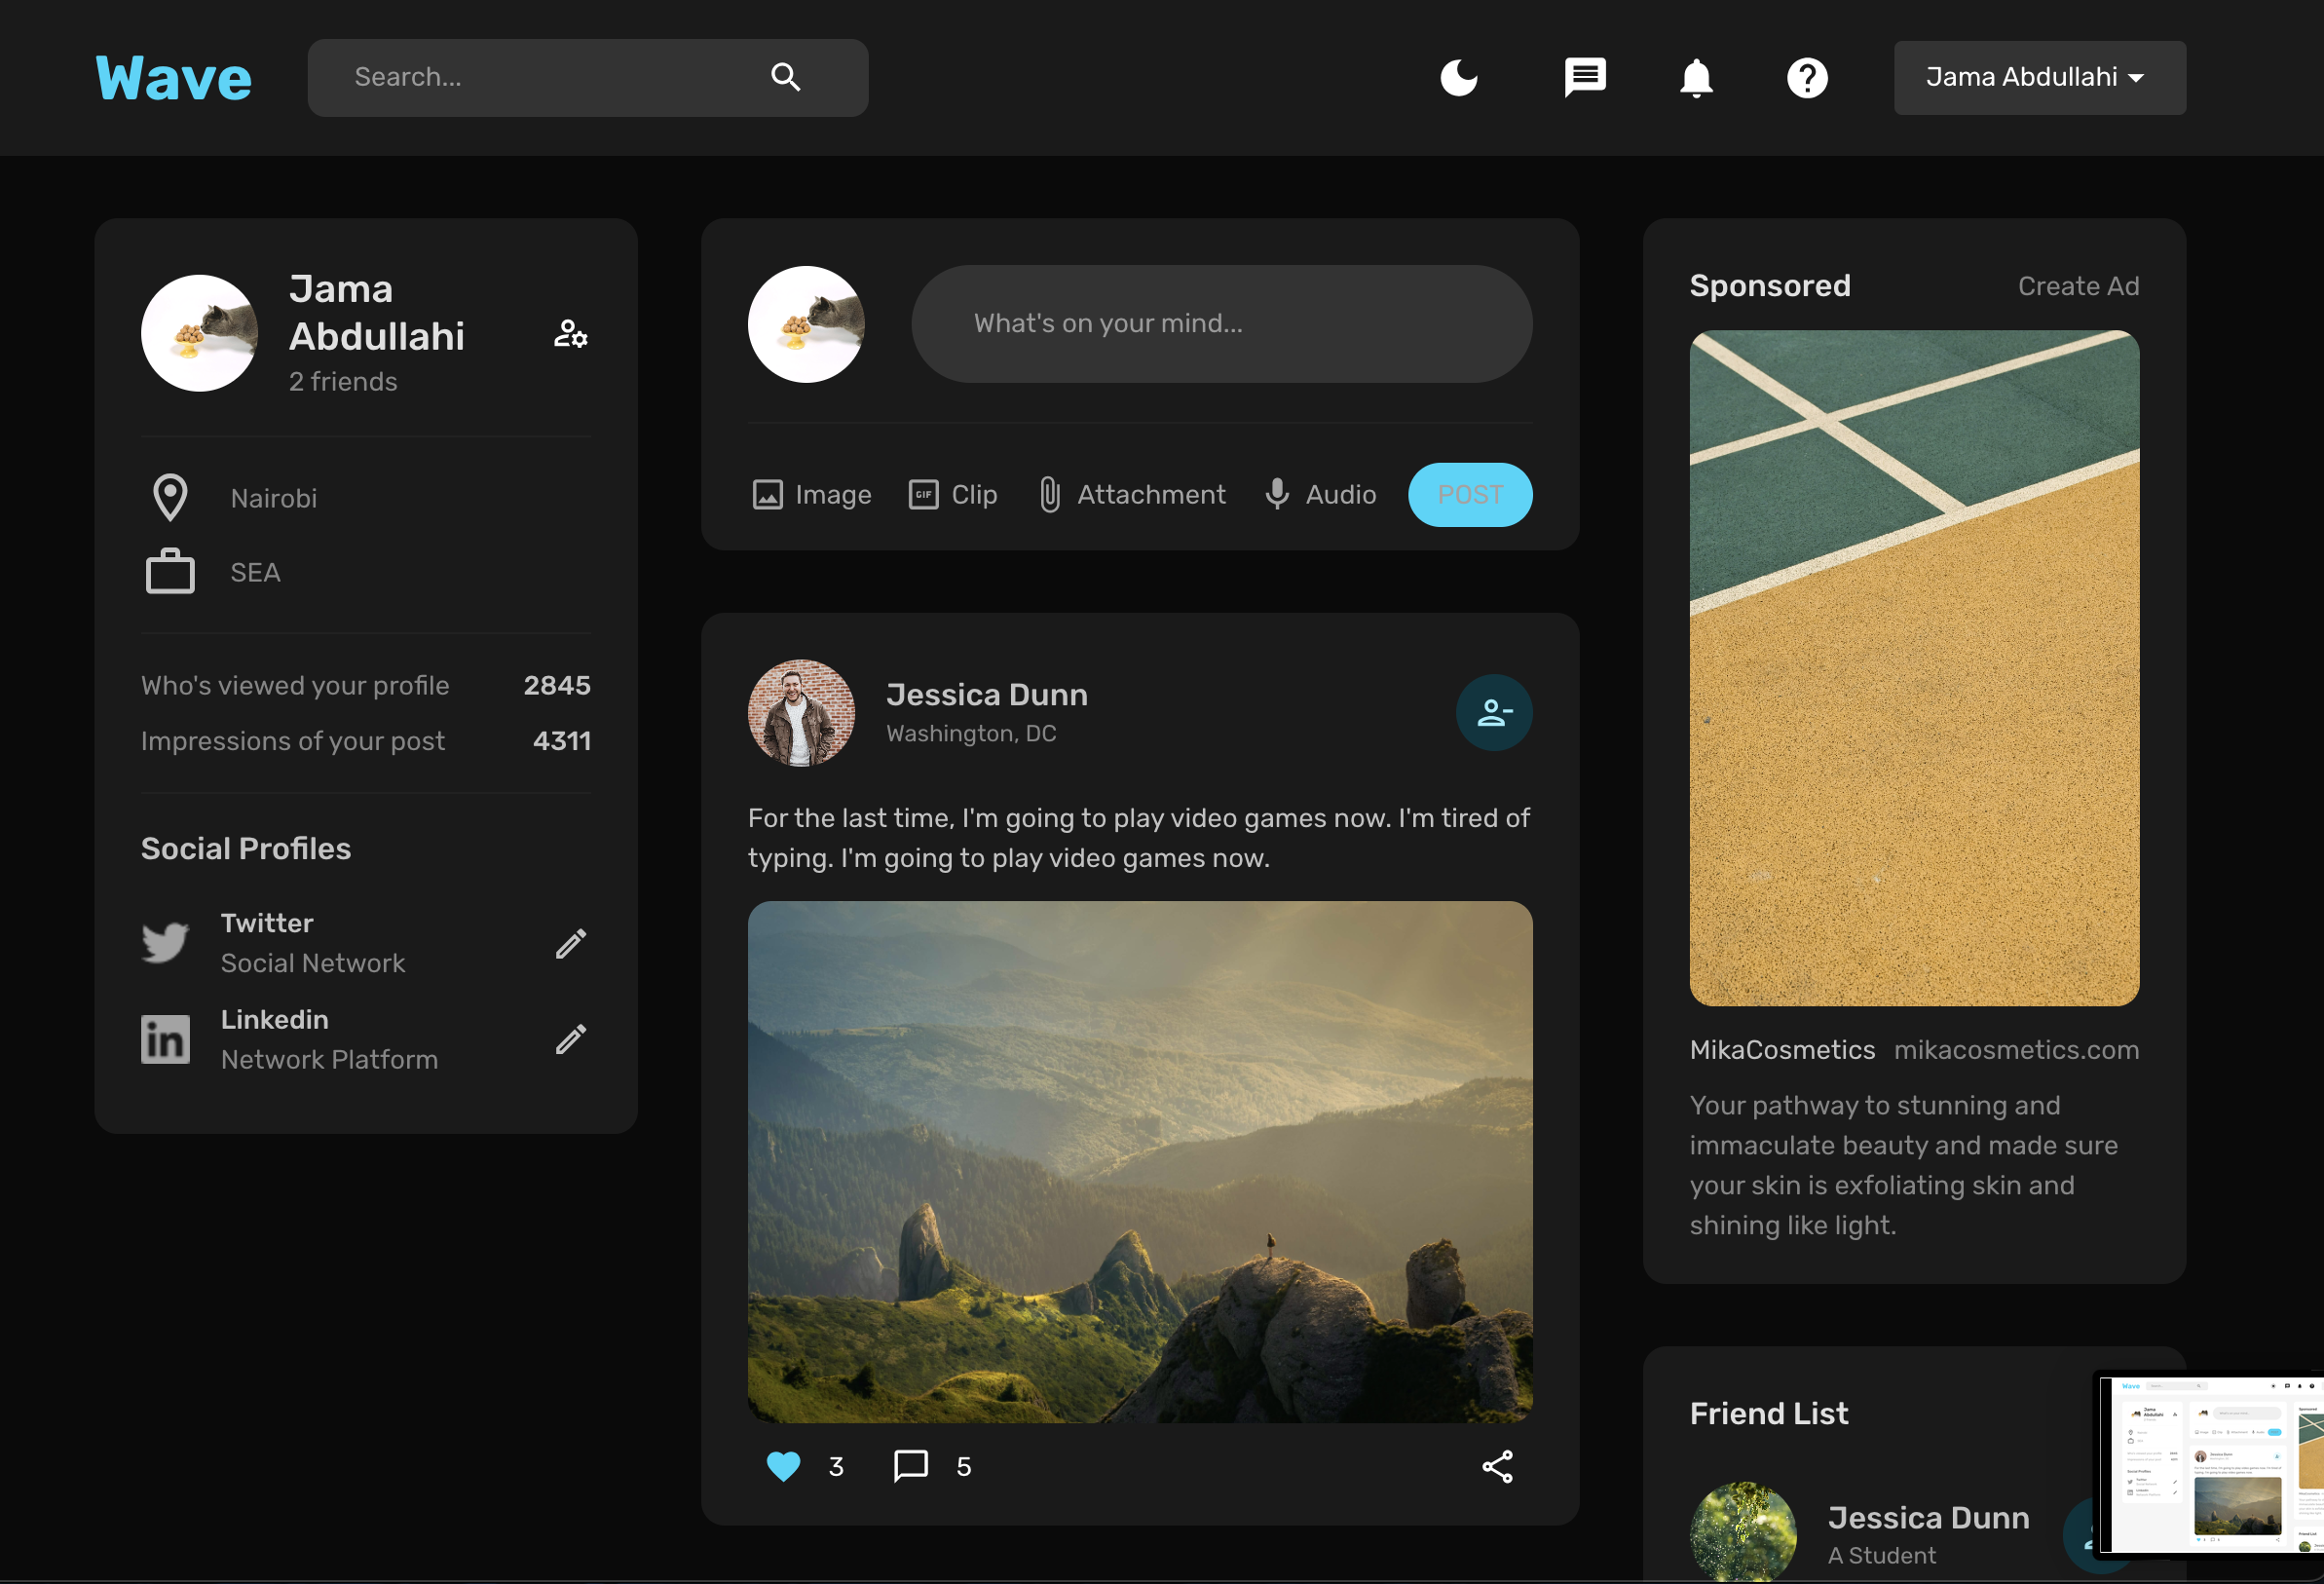 Wave
Search...
Jama Abdullahi
Jama
Abdullahi
2 friends
Nairobi
SEA
Who's viewed your profile 2845
Impressions of your post 4311
Social Profiles
Twitter
Social Network
Linkedin
Network Platform
What's on your mind...
Image GIF Clip Attachment Audio POST
Jessica Dunn
Washington, DC
For the last time, I'm going to play video games now. I'm tired of
typing. I'm going to play video games now.
3 5
Sponsored Create Ad
MikaCosmetics mikacosmetics.com
Your pathway to stunning and
immaculate beauty and made sure
your skin is exfoliating skin and
shining like light.
Friend List
Jessica Dunn
A Student
Wave